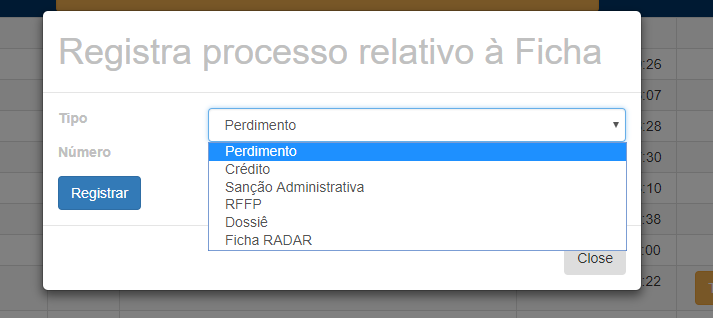 Registra processo relativo à Ficha
:26
Tipo
Perdimento
:07
:28
Número
Perdimento
:30
Crédito
Registrar
Sanção Administrativa
:10
RFFP
Dossiê
:38
Ficha RADAR
:00
Close
:22
T